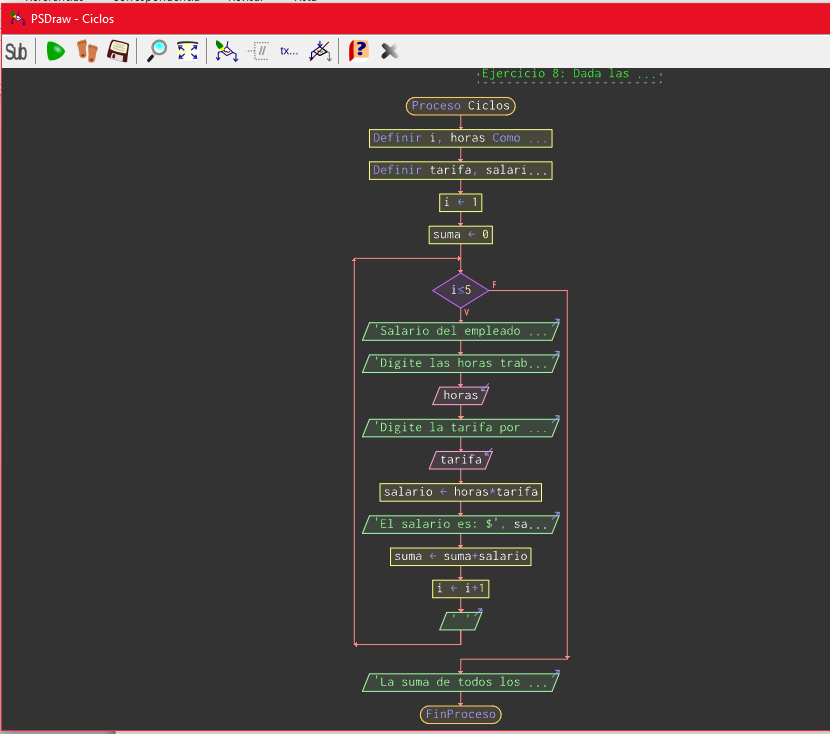 PSDraw - Ciclos
Sub
//
tx...
?
Ejercicio 8: Dada las ...
Proceso Ciclos
Definir i, horas Como ...
Definir tarifa, salari...
i ← 1
suma ← 0
i≤5
F
V
'Salario del empleado ...
'Digite las horas trab...
horas
'Digite la tarifa por ...
tarifa
salario ← horas*tarifa
'El salario es: $', sa...
suma ← suma+salario
i ← i+1
' '
'La suma de todos los ...
FinProceso